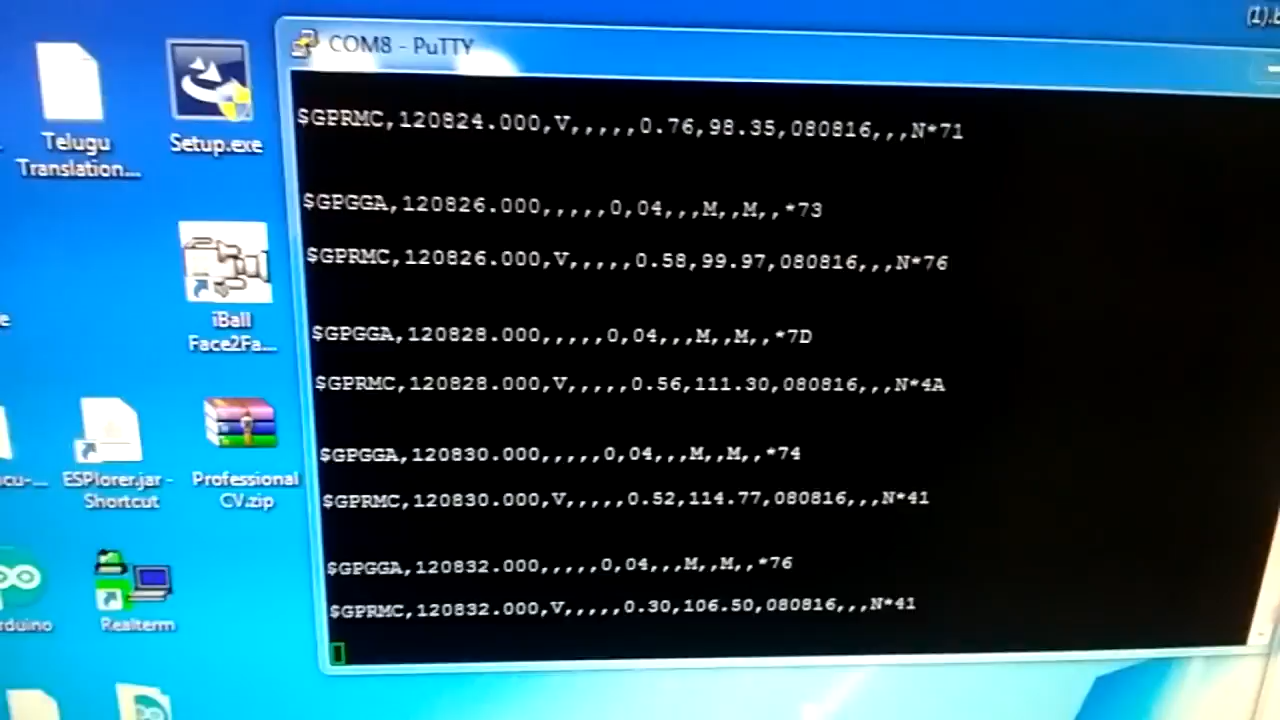 (1).b
COM8 - PuTTY
$GPRMC,120824.000,V,,,,,0.76,98.35,080816,,,N*71
$GPGGA,120826.000,,,,,0,04,,,M,,M,,*73
$GPRMC,120826.000,V,,,,,0.58,99.97,080816,,,N*76
$GPGGA,120828.000,,,,,0,04,,,M,,M,,*7D
$GPRMC,120828.000,V,,,,,0.56,111.30,080816,,,N*4A
$GPGGA,120830.000,,,,,0,04,,,M,,M,,*74
$GPRMC,120830.000,V,,,,,0.52,114.77,080816,,,N*41
$GPGGA,120832.000,,,,,0,04,,,M,,M,,*76
$GPRMC,120832.000,V,,,,,0.30,106.50,080816,,,N*41
Telugu
Translation...
Setup.exe
iBall
Face2Fa...
cu-...
ESPlorer.jar -
Shortcut
Professional
CV.zip
rduino
Realterm